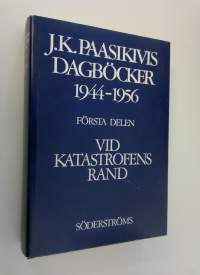 J.K. PAASIKIVIS
DAGBÖCKER
1944–1956
FÖRSTA DELEN
VID
KATASTROFENS
RAND
SÖDERSTRÖMS